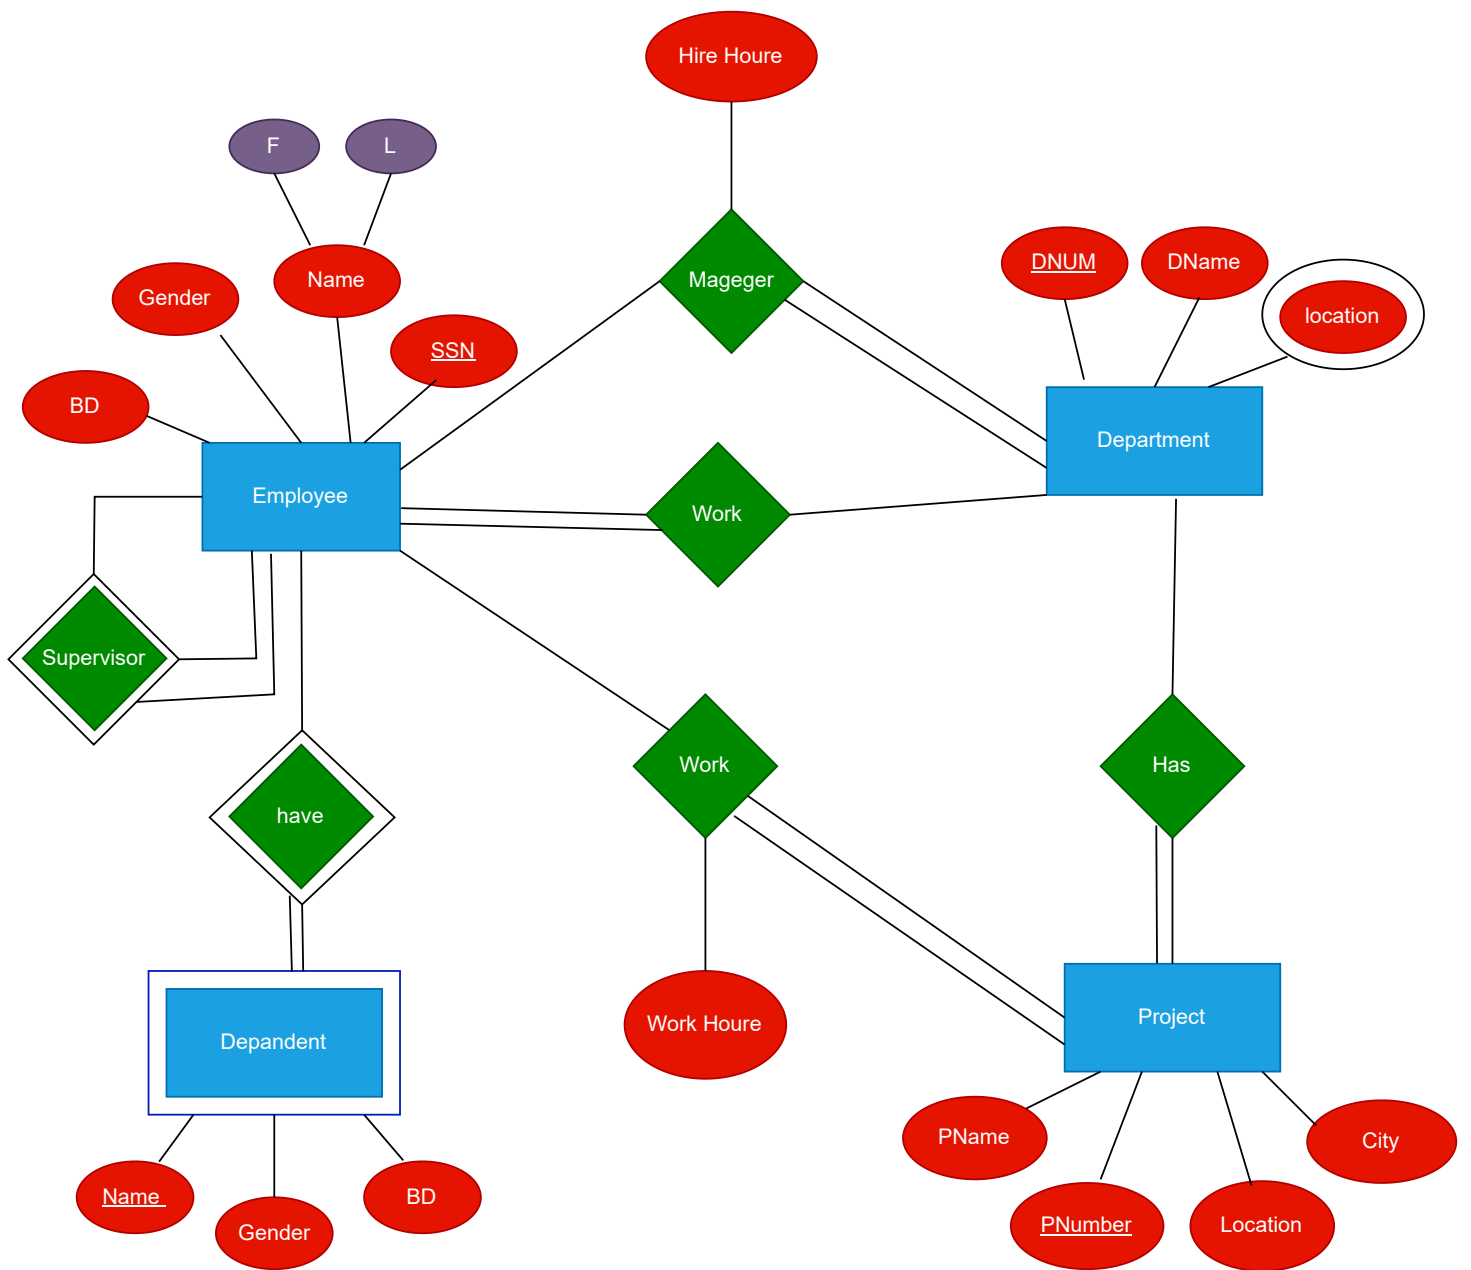 Hire Houre
F
L
Name
Gender
SSN
BD
Mageger
DNUM
DName
location
Department
Employee
Work
Supervisor
have
Work
Has
Depandent
Work Houre
Project
PName
City
Name
Gender
BD
PNumber
Location